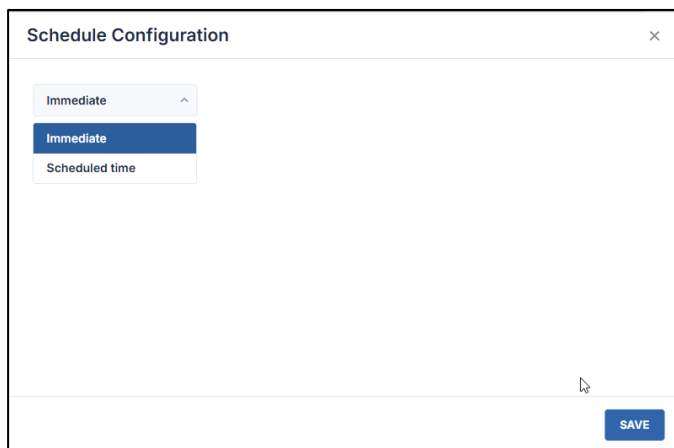 Schedule Configuration
Immediate
Immediate
Scheduled time
SAVE